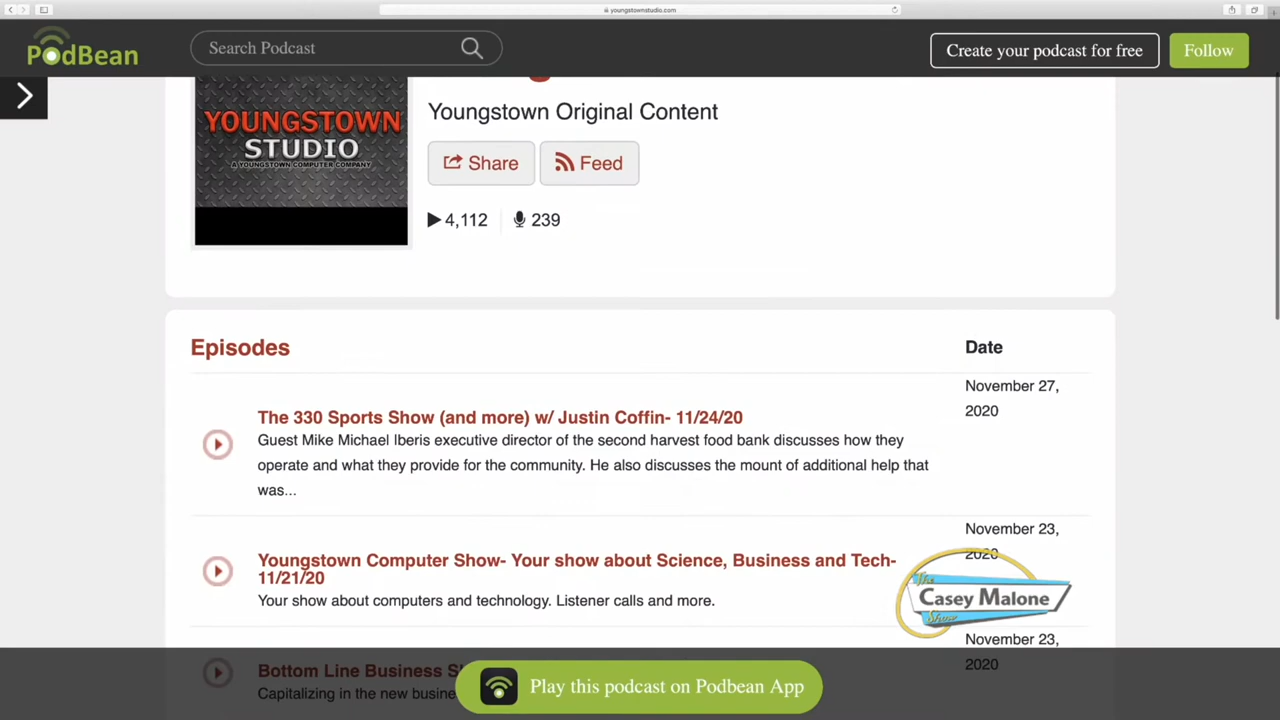 youngstownstudio.com
PodBean
Search Podcast
Create your podcast for free
Follow
YOUNGSTOWN
STUDIO
A YOUNGSTOWN COMPUTER COMPANY
Youngstown Original Content
Share
Feed
4,112
239
Episodes
Date
The 330 Sports Show (and more) w/ Justin Coffin- 11/24/20
November 27,
2020
Guest Mike Michael Iberis executive director of the second harvest food bank discusses how they
operate and what they provide for the community. He also discusses the mount of additional help that
was...
Youngstown Computer Show- Your show about Science, Business and Tech-
11/21/20
November 23,
2020
Your show about computers and technology. Listener calls and more.
The
Casey Malone
Show
Bottom Line Business S
November 23,
2020
Capitalizing in the new busine
Play this podcast on Podbean App